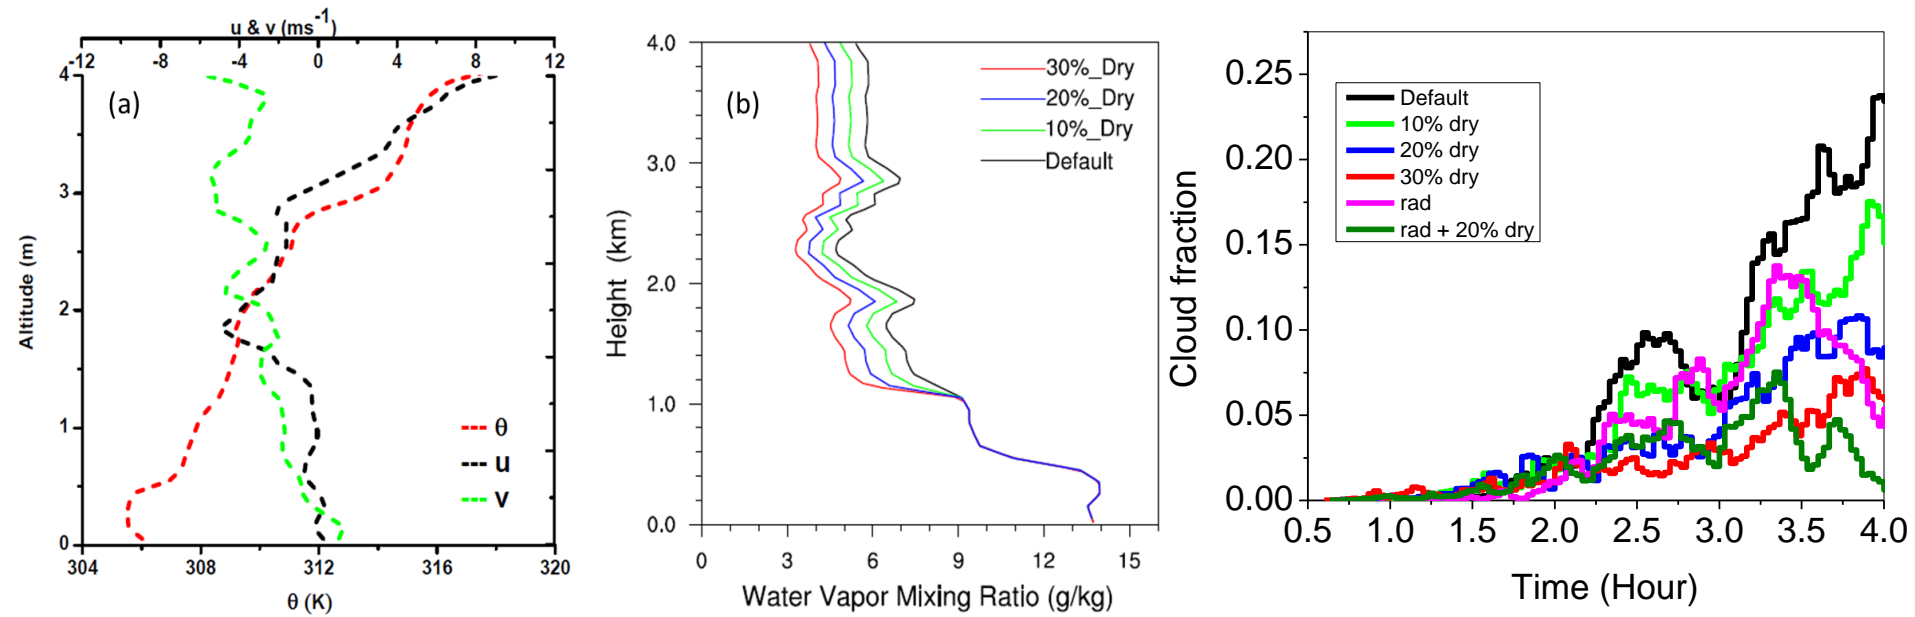 u & v (ms-1)
-12 -8 -4 0 4 8 12
(a)
4
3
2
1
0
Altitude (m)
θ
u
v
304 308 312 316 320
θ (K)
(b)
4.0
3.0
2.0
1.0
0.0
Height (km)
30%_Dry
20%_Dry
10%_Dry
Default
0 3 6 9 12 15
Water Vapor Mixing Ratio (g/kg)
0.25
0.20
0.15
0.10
0.05
0.00
Cloud fraction
Default
10% dry
20% dry
30% dry
rad
rad + 20% dry
0.5 1.0 1.5 2.0 2.5 3.0 3.5 4.0
Time (Hour)